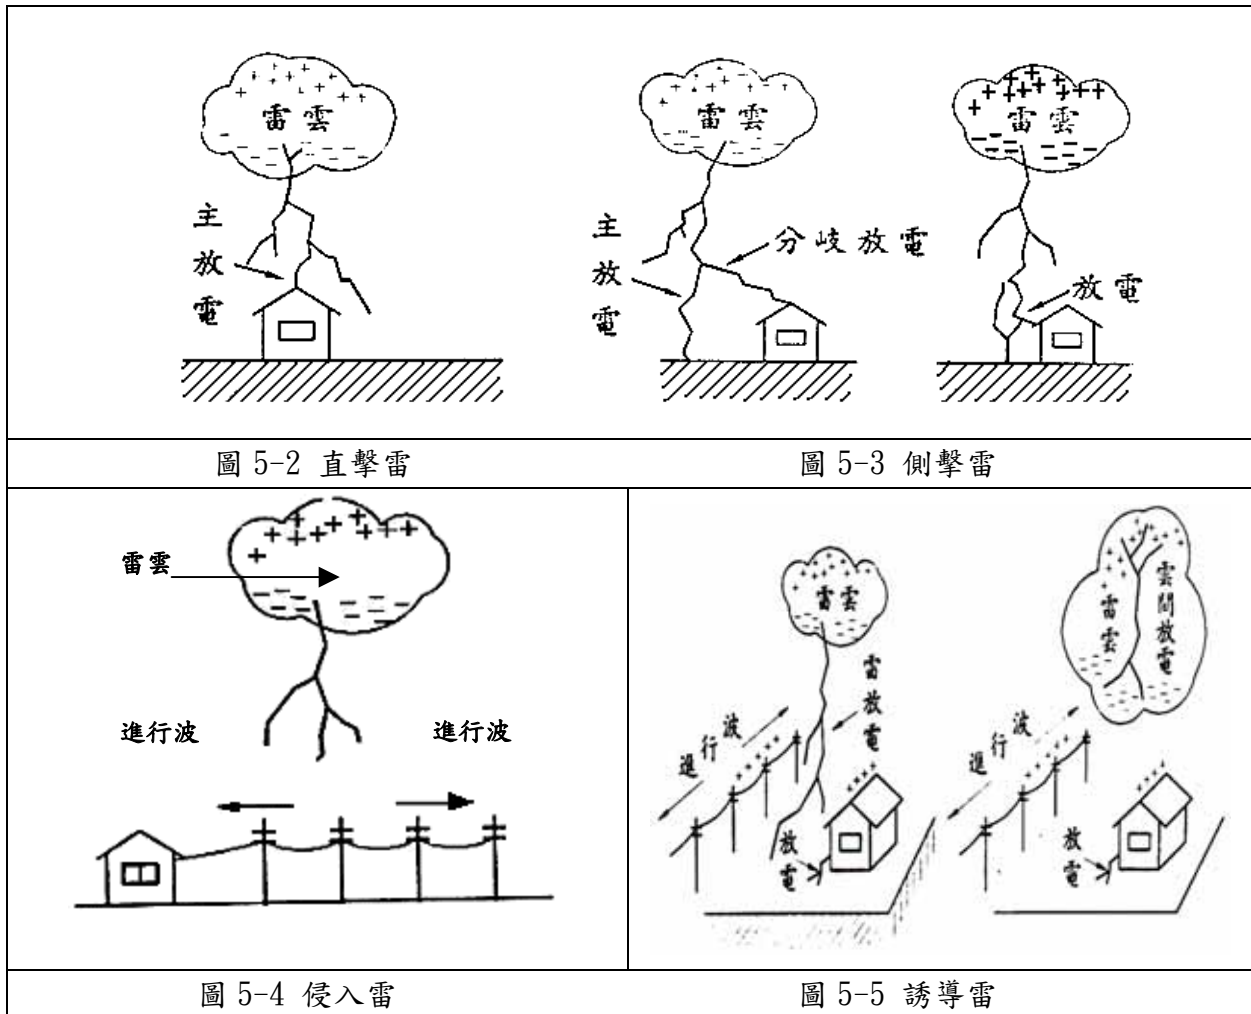 雷雲
主放電
雷雲
主放電
分岐放電
雷雲
放電
圖 5-2 直擊雷
圖 5-3 側擊雷
雷雲
進行波
進行波
雷雲
雷放電
進行波
放電
雷雲
雲間放電
進行波
放電
圖 5-4 侵入雷
圖 5-5 誘導雷